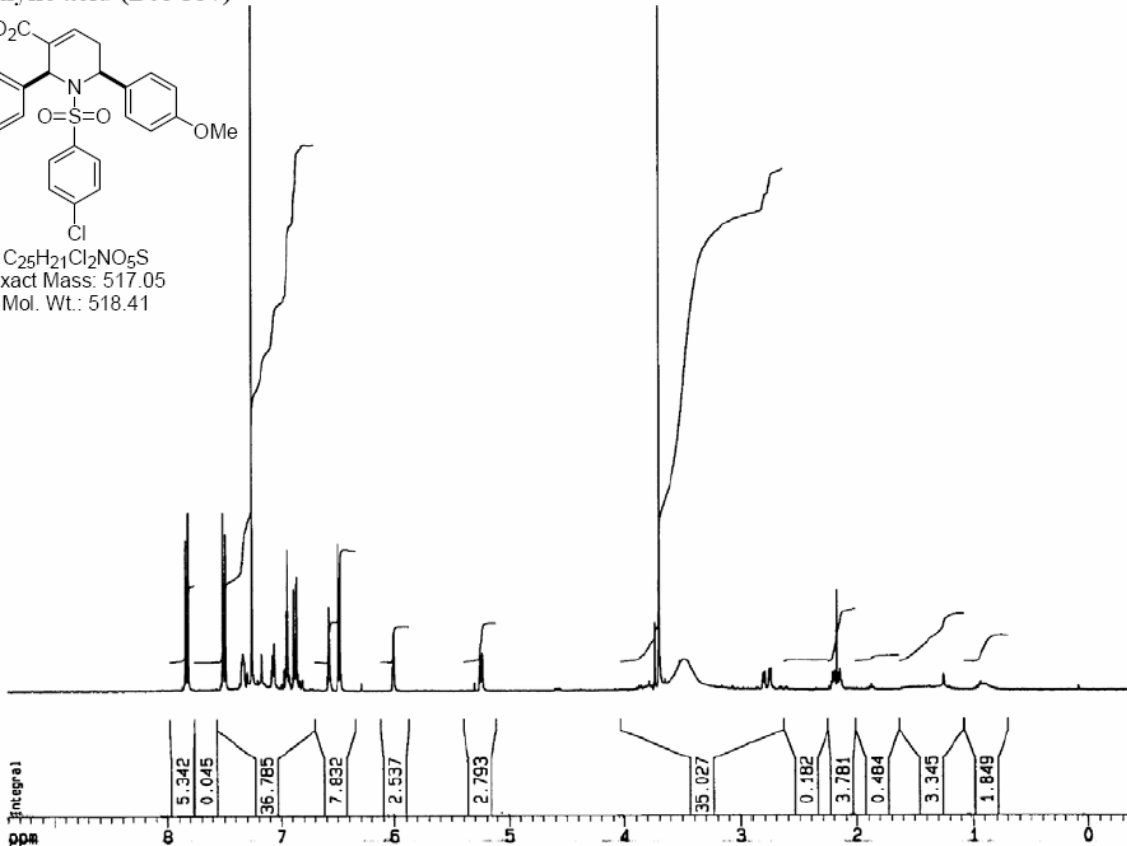 O₂C
N
O=S=O
OMe
Cl
C₂₅H₂₁Cl₂NO₅S
xact Mass: 517.05
Mol. Wt.: 518.41
Integral
5.342
0.045
36.785
7.832
2.537
2.793
35.027
0.182
3.781
0.484
3.345
1.849
ppm 8 7 6 5 4 3 2 1 0